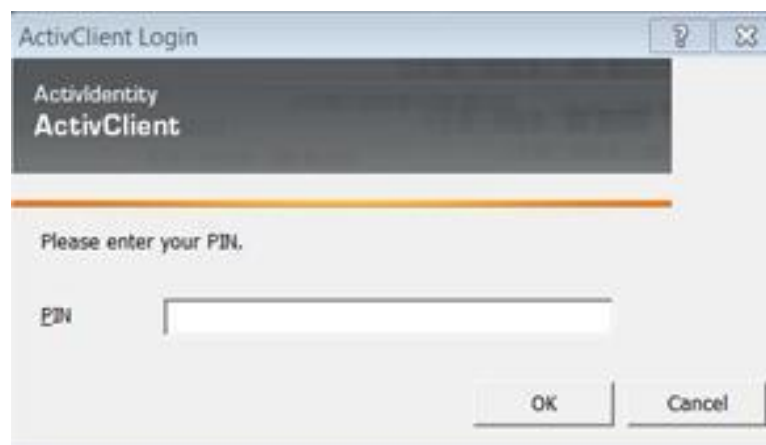 ActivClient Login
ActivIdentity
ActivClient
Please enter your PIN.
PIN
OK Cancel